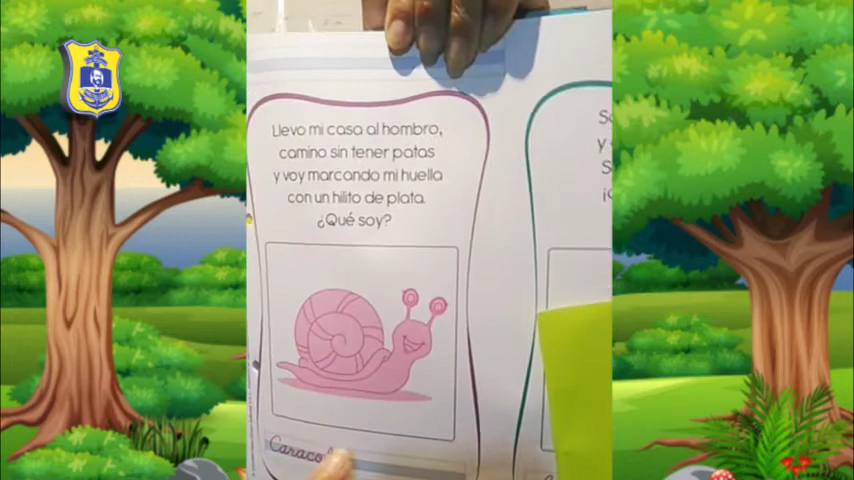 Llevo mi casa al hombro,
camino sin tener patas
y voy marcando mi huella
con un hilito de plata.
¿Qué soy?
Caraco